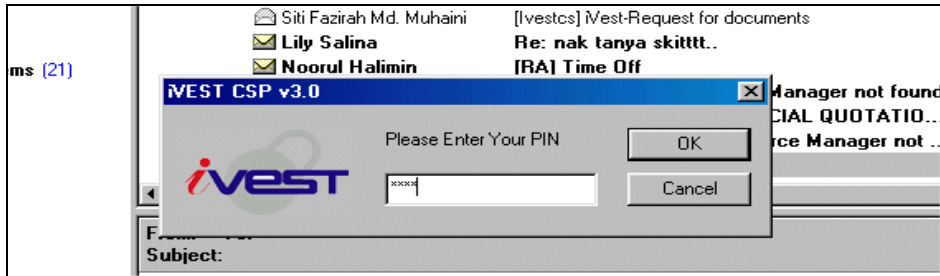 Siti Fazirah Md. Muhaini [Ivestcs] iVest-Request for documents
Lily Salina Re: nak tanya skitttt..
ms (21)
Noorul Halimin [RA] Time Off
iVEST CSP v3.0
Manager not found
CIAL QUOTATIO...
rce Manager not ..
Please Enter Your PIN
OK
ivest
****
Cancel
Subject: